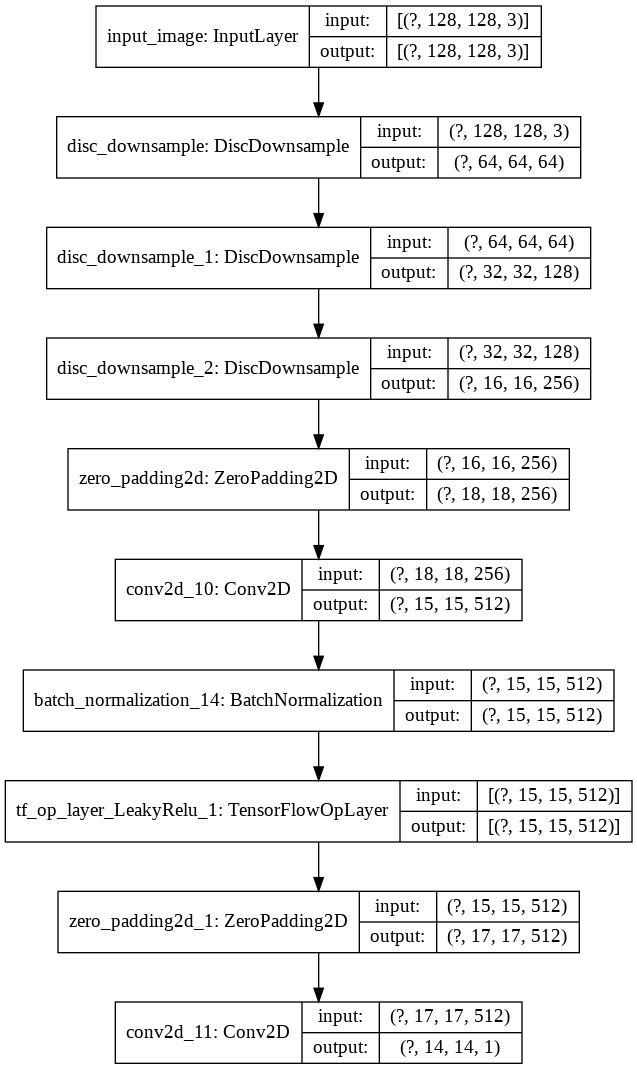 input_image: InputLayer
input: [(?, 128, 128, 3)]
output: [(?, 128, 128, 3)]
disc_downsample: DiscDownsample
input: (?, 128, 128, 3)
output: (?, 64, 64, 64)
disc_downsample_1: DiscDownsample
input: (?, 64, 64, 64)
output: (?, 32, 32, 128)
disc_downsample_2: DiscDownsample
input: (?, 32, 32, 128)
output: (?, 16, 16, 256)
zero_padding2d: ZeroPadding2D
input: (?, 16, 16, 256)
output: (?, 18, 18, 256)
conv2d_10: Conv2D
input: (?, 18, 18, 256)
output: (?, 15, 15, 512)
batch_normalization_14: BatchNormalization
input: (?, 15, 15, 512)
output: (?, 15, 15, 512)
tf_op_layer_LeakyRelu_1: TensorFlowOpLayer
input: [(?, 15, 15, 512)]
output: [(?, 15, 15, 512)]
zero_padding2d_1: ZeroPadding2D
input: (?, 15, 15, 512)
output: (?, 17, 17, 512)
conv2d_11: Conv2D
input: (?, 17, 17, 512)
output: (?, 14, 14, 1)